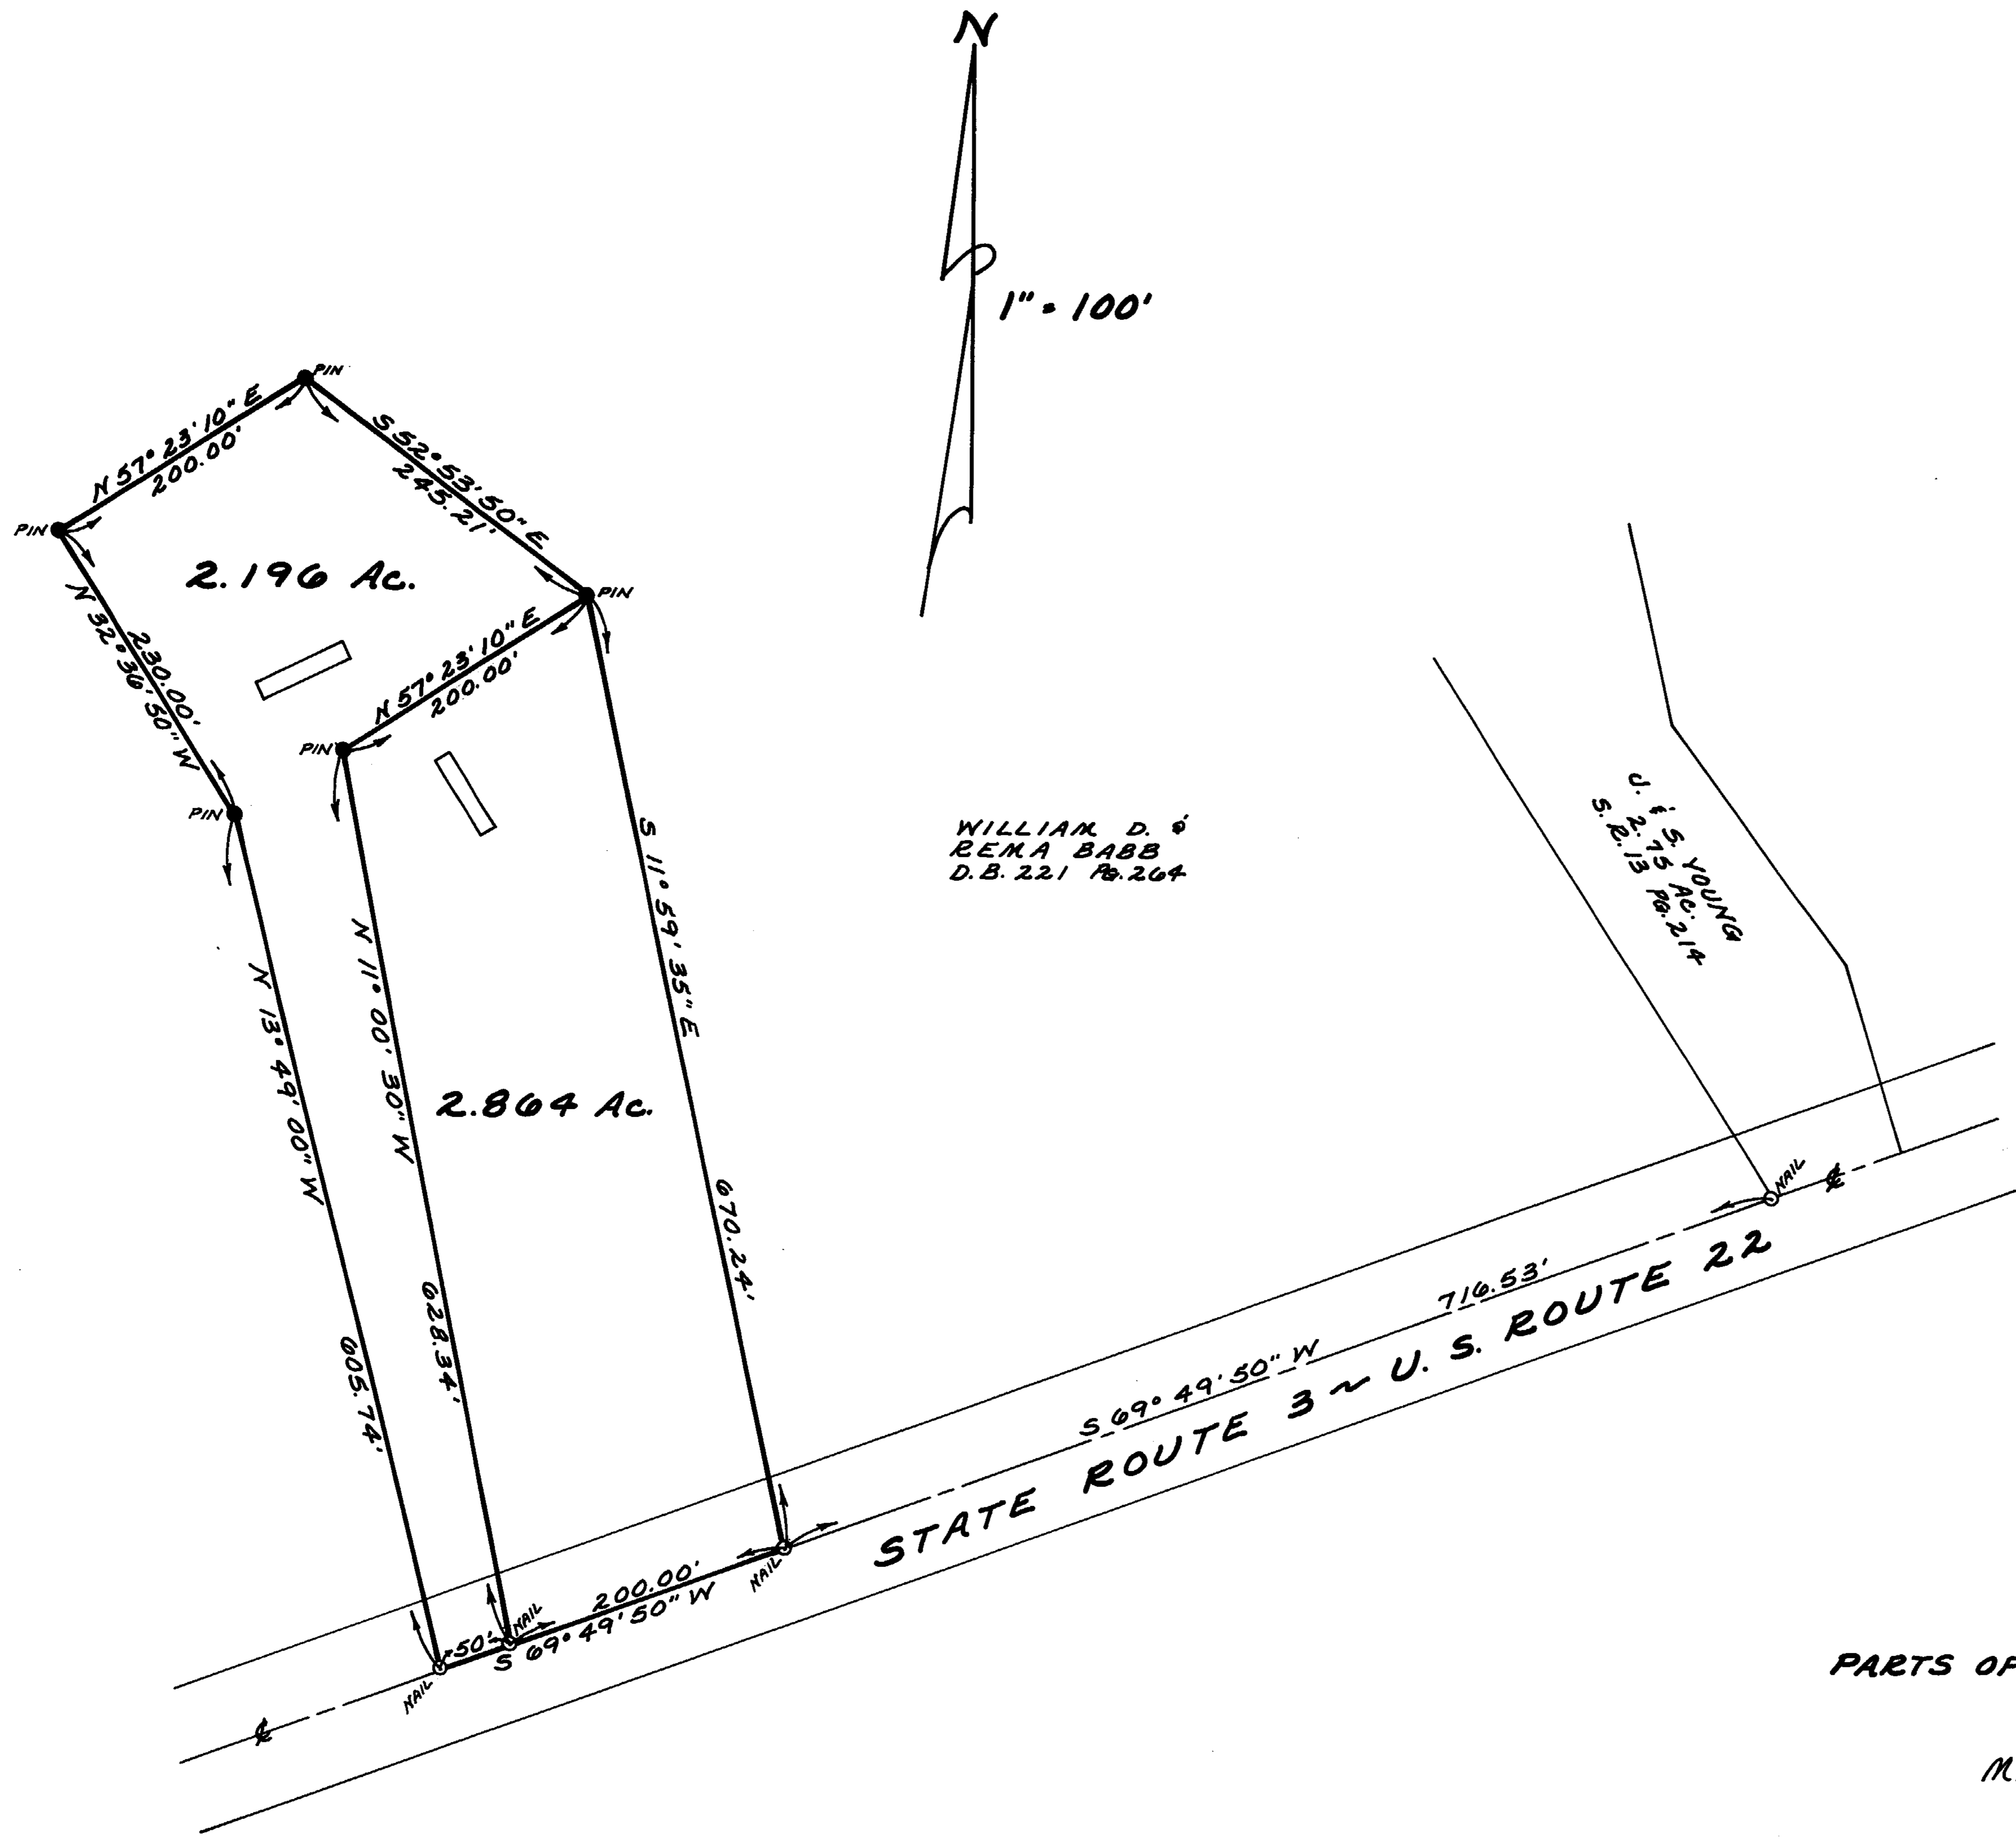 N
1" = 100'
PIN
N 57° 23' 10" E
200.00'
S 52° 53' 50" E
245.21'
PIN
2.196 Ac.
PIN
N 57° 23' 10" E
200.00'
230.00'
N 32° 36' 50" W
PIN
PIN
WILLIAM D. &
REMA BABB
D.B. 221 PG. 264
J. & S. YOUNG
2.75 AC.
S.R. 13 PG. 214
S 11° 59' 35" E
670.24'
N 11° 00' 30" W
628.34'
N 13° 49' 00" W
605.74'
2.864 Ac.
NAIL
℄
716.53'
S 69° 49' 50" W
STATE ROUTE 3 ~ U. S. ROUTE 22
NAIL
200.00'
S 69° 49' 50" W
NAIL
50'
NAIL
℄
PARTS OF
M